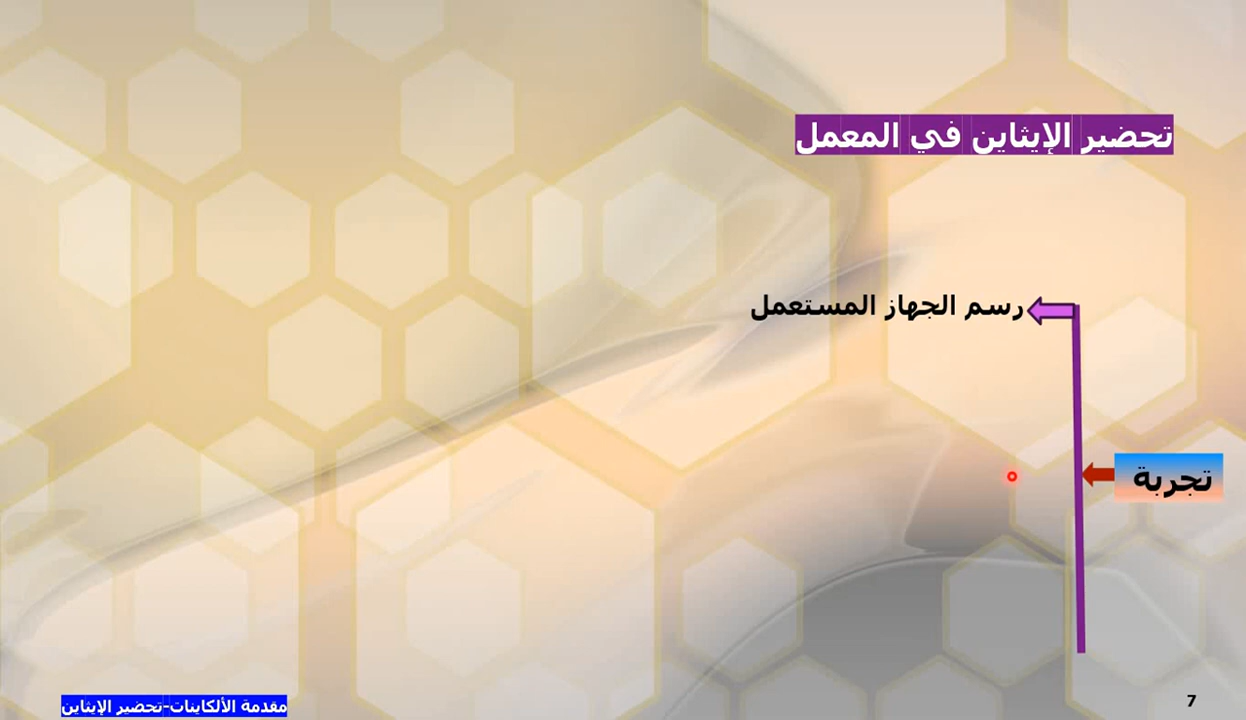 تحضير الإيثاين في المعمل
رسم الجهاز المستعمل
تجربة
مقدمة الألكاينات-تحضير الإيثاين
7